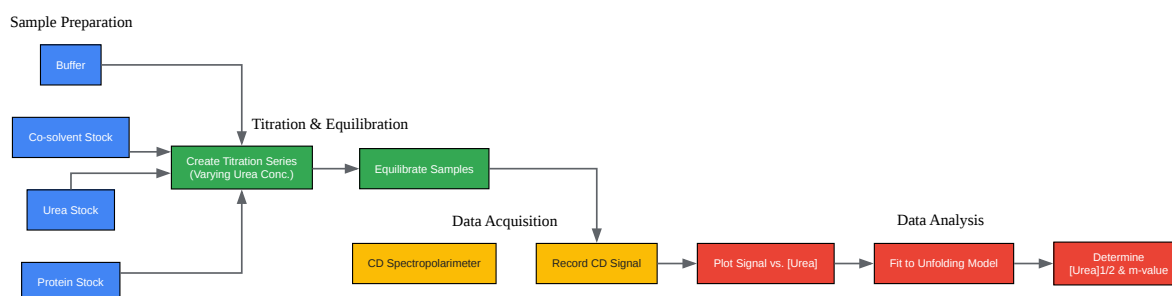 Sample Preparation
Buffer
Co-solvent Stock
Urea Stock
Protein Stock
Titration & Equilibration
Create Titration Series
(Varying Urea Conc.)
Equilibrate Samples
Data Acquisition
CD Spectropolarimeter
Record CD Signal
Data Analysis
Plot Signal vs. [Urea]
Fit to Unfolding Model
Determine
[Urea]1/2 & m-value